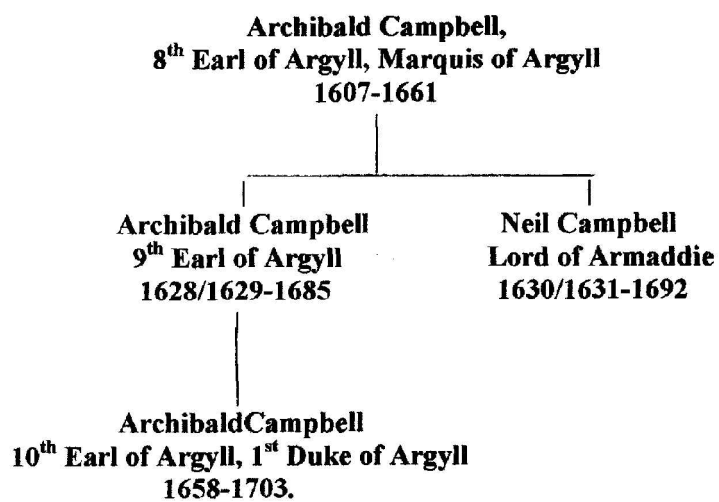 Archibald Campbell,
8th Earl of Argyll, Marquis of Argyll
1607-1661
Archibald Campbell
9th Earl of Argyll
1628/1629-1685
Neil Campbell
Lord of Armaddie
1630/1631-1692
ArchibaldCampbell
10th Earl of Argyll, 1st Duke of Argyll
1658-1703.